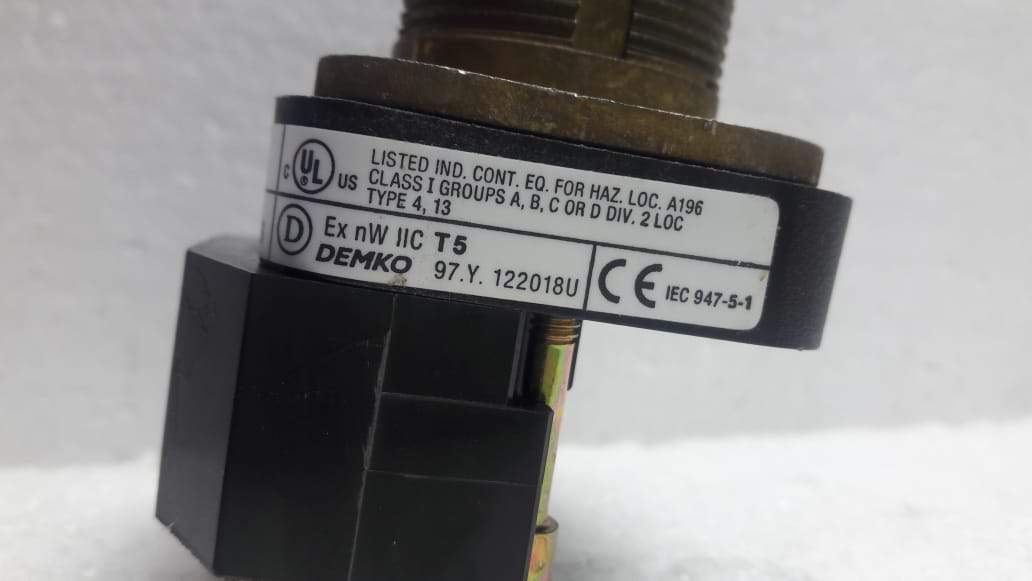 C UL ® US
LISTED IND. CONT. EQ. FOR HAZ. LOC. A196
CLASS I GROUPS A, B, C OR D DIV. 2 LOC
TYPE 4, 13
D Ex nW IIC T5
DEMKO 97.Y. 122018U
CE IEC 947-5-1